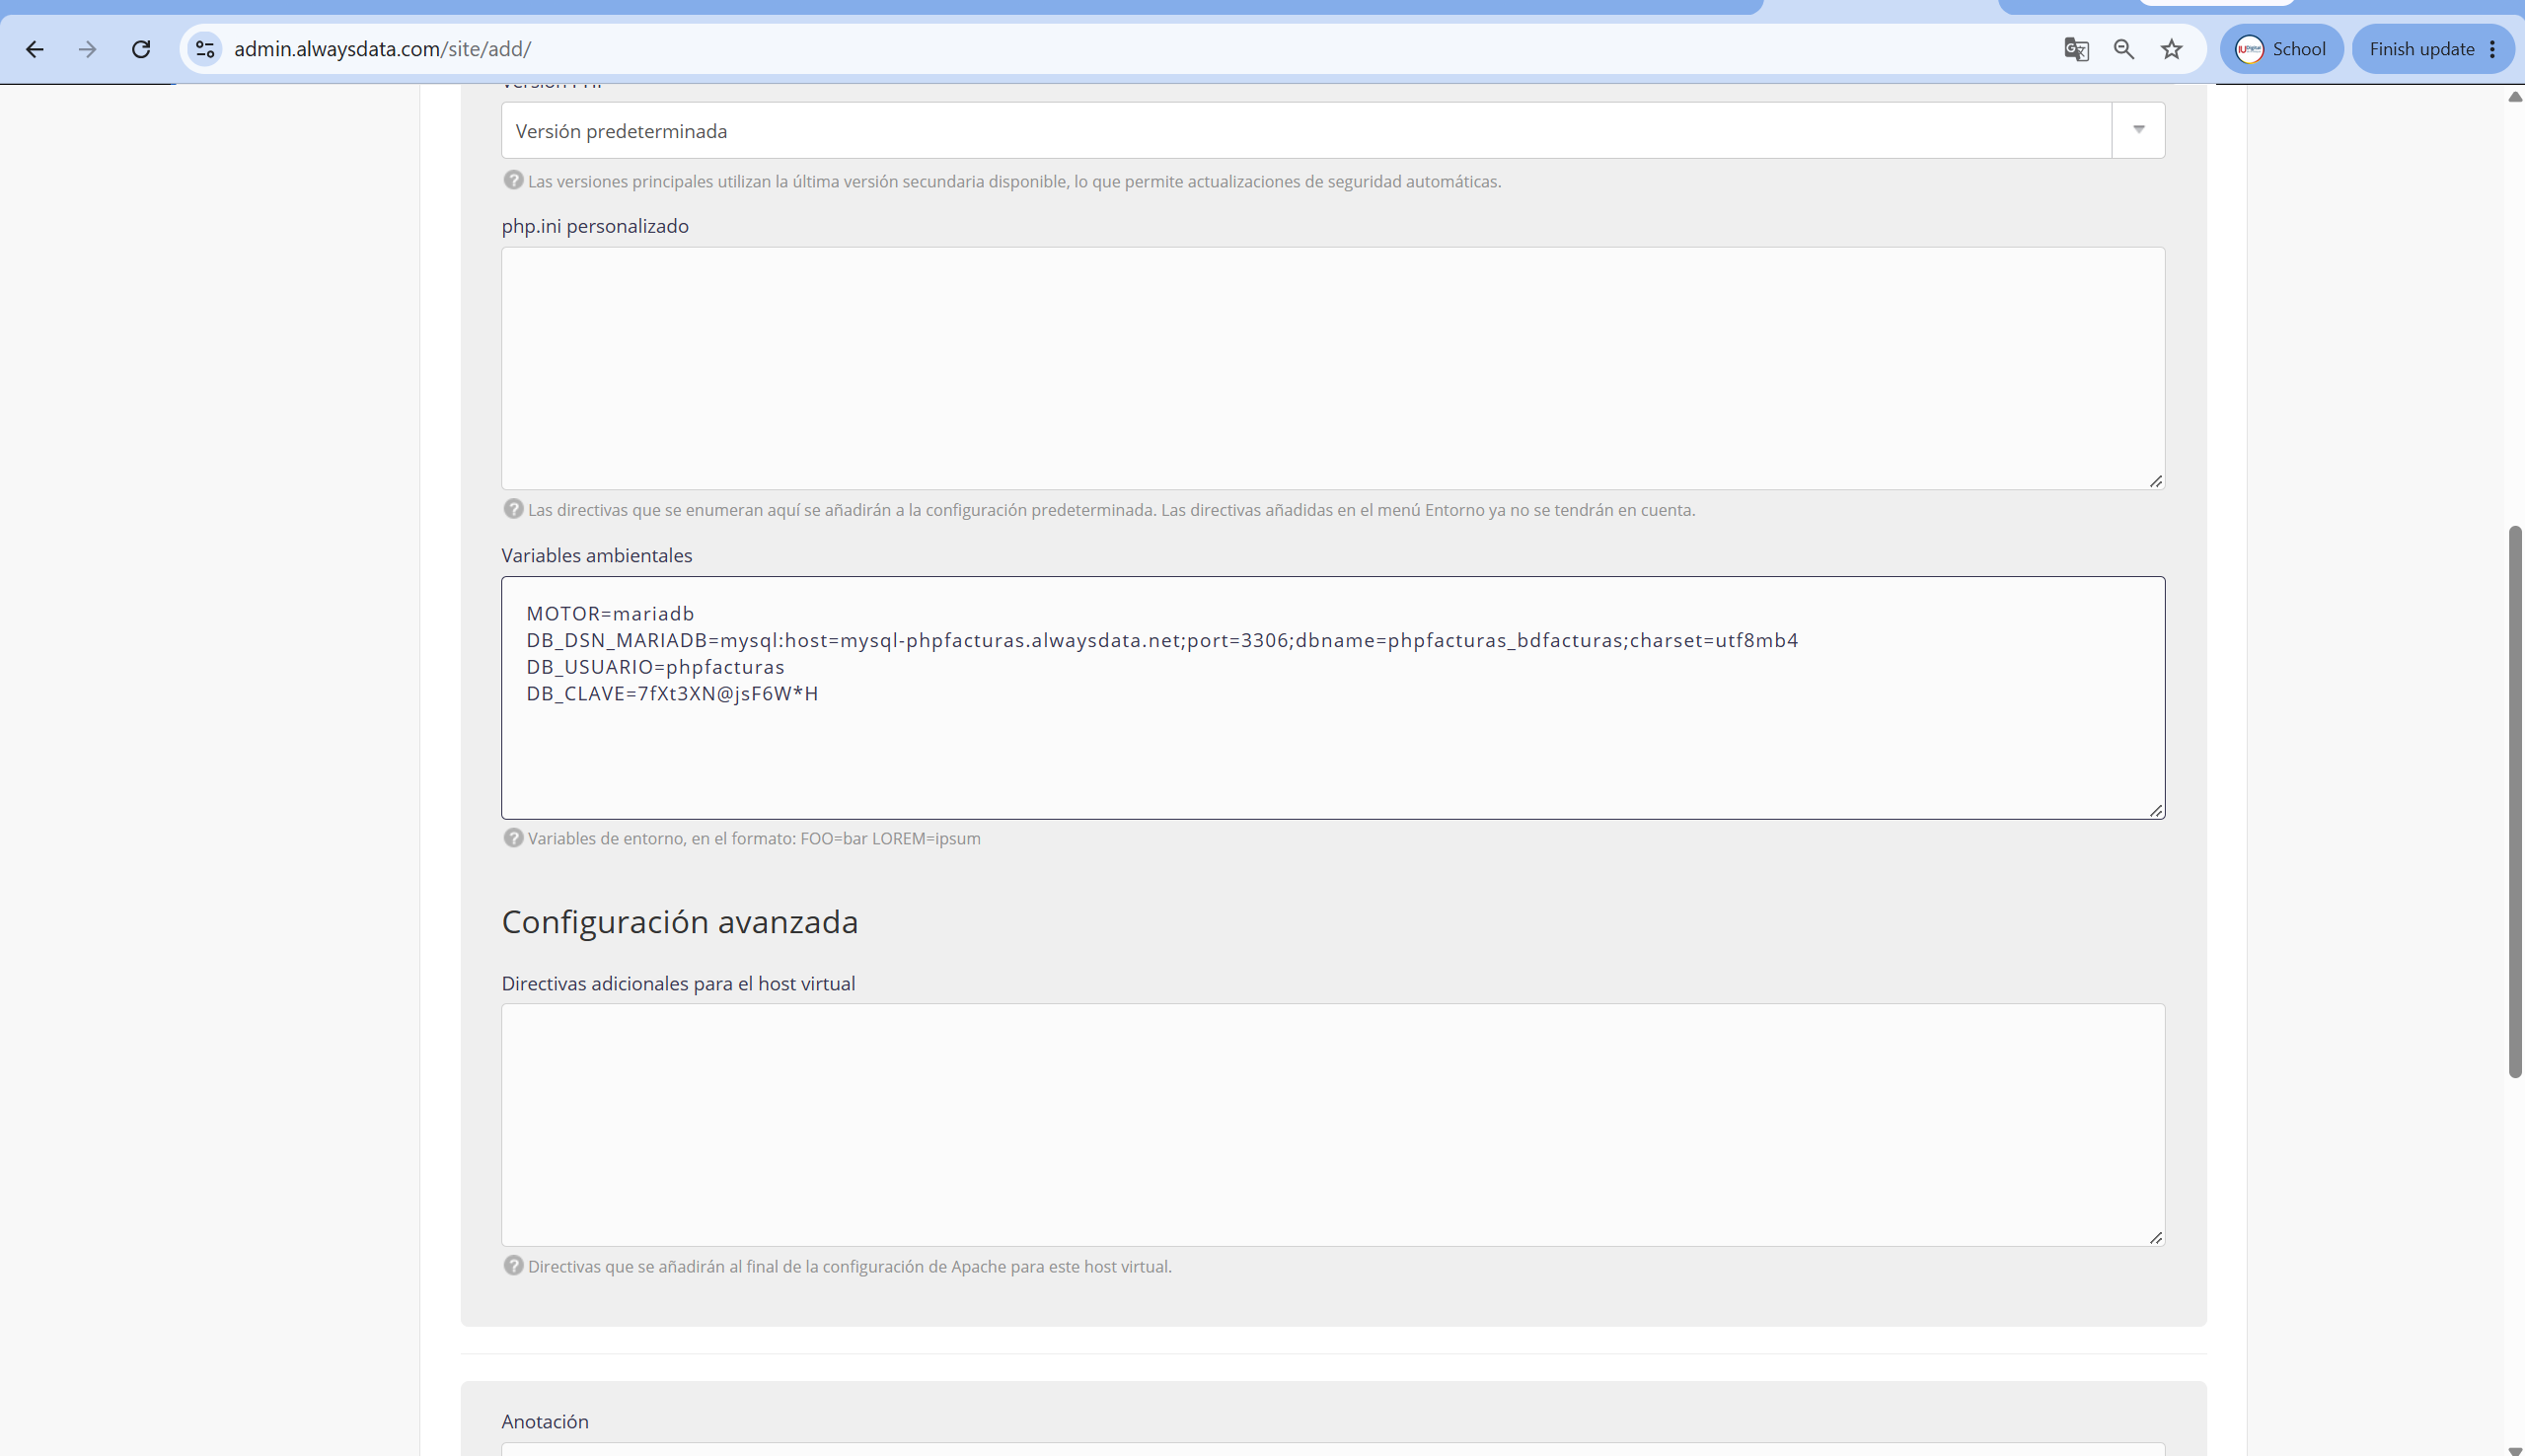 admin.alwaysdata.com/site/add/
School
Finish update
Versión PHP
Versión predeterminada
Las versiones principales utilizan la última versión secundaria disponible, lo que permite actualizaciones de seguridad automáticas.
php.ini personalizado
Las directivas que se enumeran aquí se añadirán a la configuración predeterminada. Las directivas añadidas en el menú Entorno ya no se tendrán en cuenta.
Variables ambientales
MOTOR=mariadb
DB_DSN_MARIADB=mysql:host=mysql-phpfacturas.alwaysdata.net;port=3306;dbname=phpfacturas_bdfacturas;charset=utf8mb4
DB_USUARIO=phpfacturas
DB_CLAVE=7fXt3XN@jsF6W*H
Variables de entorno, en el formato: FOO=bar LOREM=ipsum
Configuración avanzada
Directivas adicionales para el host virtual
Directivas que se añadirán al final de la configuración de Apache para este host virtual.
Anotación